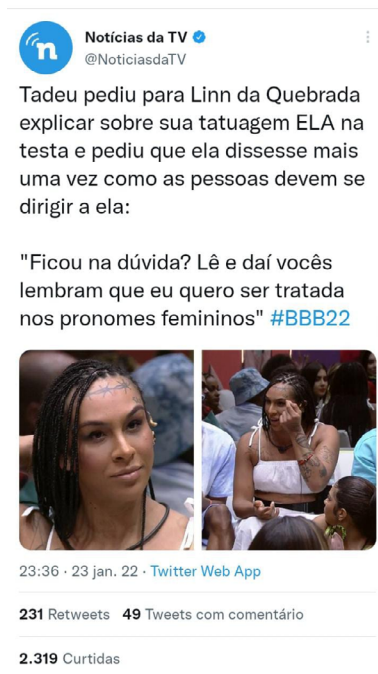 Notícias da TV
@NoticiasdaTV
Tadeu pediu para Linn da Quebrada
explicar sobre sua tatuagem ELA na
testa e pediu que ela dissesse mais
uma vez como as pessoas devem se
dirigir a ela:
"Ficou na dúvida? Lê e daí vocês
lembram que eu quero ser tratada
nos pronomes femininos" #BBB22
23:36 · 23 jan. 22 · Twitter Web App
231 Retweets 49 Tweets com comentário
2.319 Curtidas